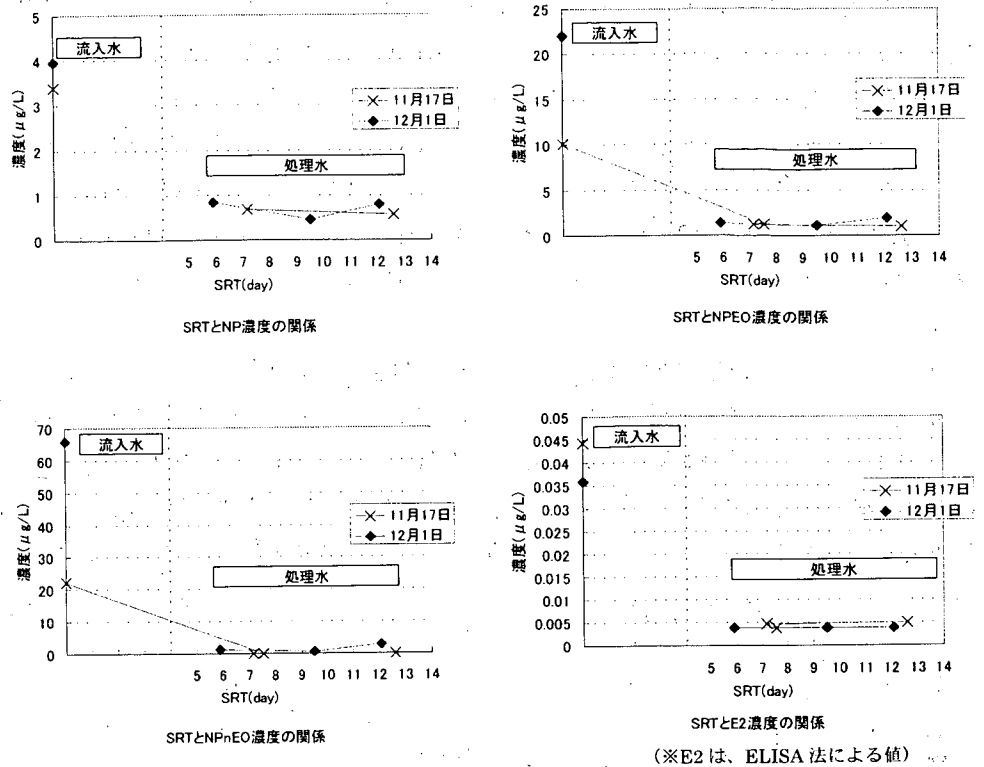 5
4
3
2
1
0
濃度(μg/L)
流入水
11月17日
12月1日
処理水
5 6 7 8 9 10 11 12 13 14
SRT(day)
SRTとNP濃度の関係
25
20
15
10
5
0
濃度(μg/L)
流入水
11月17日
12月1日
処理水
5 6 7 8 9 10 11 12 13 14
SRT(day)
SRTとNPEO濃度の関係
70
60
50
40
30
20
10
0
濃度(μg/L)
流入水
11月17日
12月1日
処理水
5 6 7 8 9 10 11 12 13 14
SRT(day)
SRTとNPnEO濃度の関係
0.05
0.045
0.04
0.035
0.03
0.025
0.02
0.015
0.01
0.005
0
濃度(μg/L)
流入水
11月17日
12月1日
処理水
5 6 7 8 9 10 11 12 13 14
SRT(day)
SRTとE2濃度の関係
(※E2 は、ELISA 法による値)